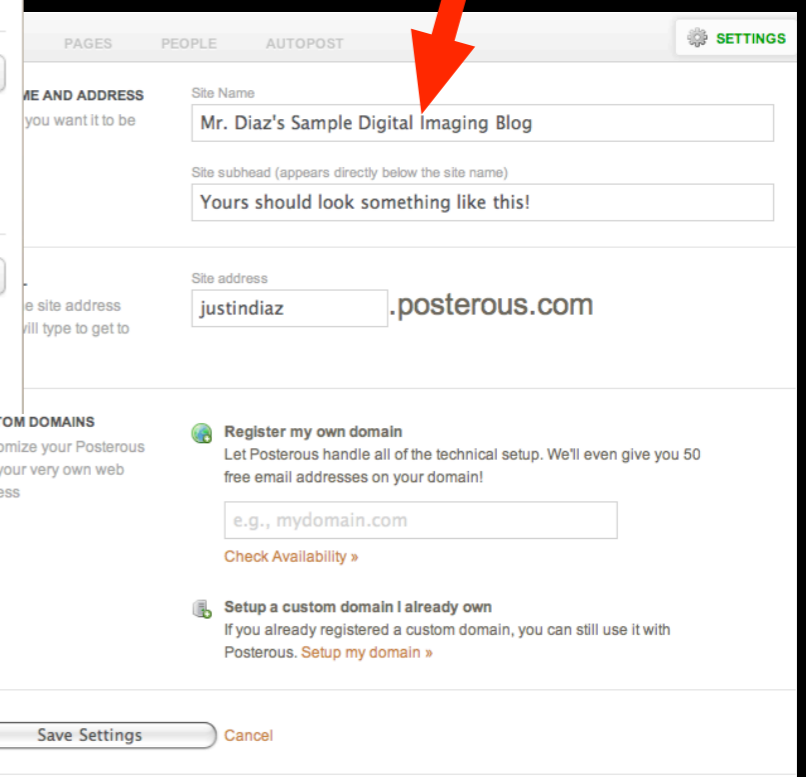 PAGES PEOPLE AUTOPOST SETTINGS
AND ADDRESS
you want it to be
Site Name
Mr. Diaz's Sample Digital Imaging Blog
Site subhead (appears directly below the site name)
Yours should look something like this!
site address
type to get to
Site address
justindiaz .posterous.com
DOMAINS
your Posterous
your very own web
Register my own domain
Let Posterous handle all of the technical setup. We'll even give you 50
free email addresses on your domain!
e.g., mydomain.com
Check Availability »
Setup a custom domain I already own
If you already registered a custom domain, you can still use it with
Posterous. Setup my domain »
Save Settings Cancel